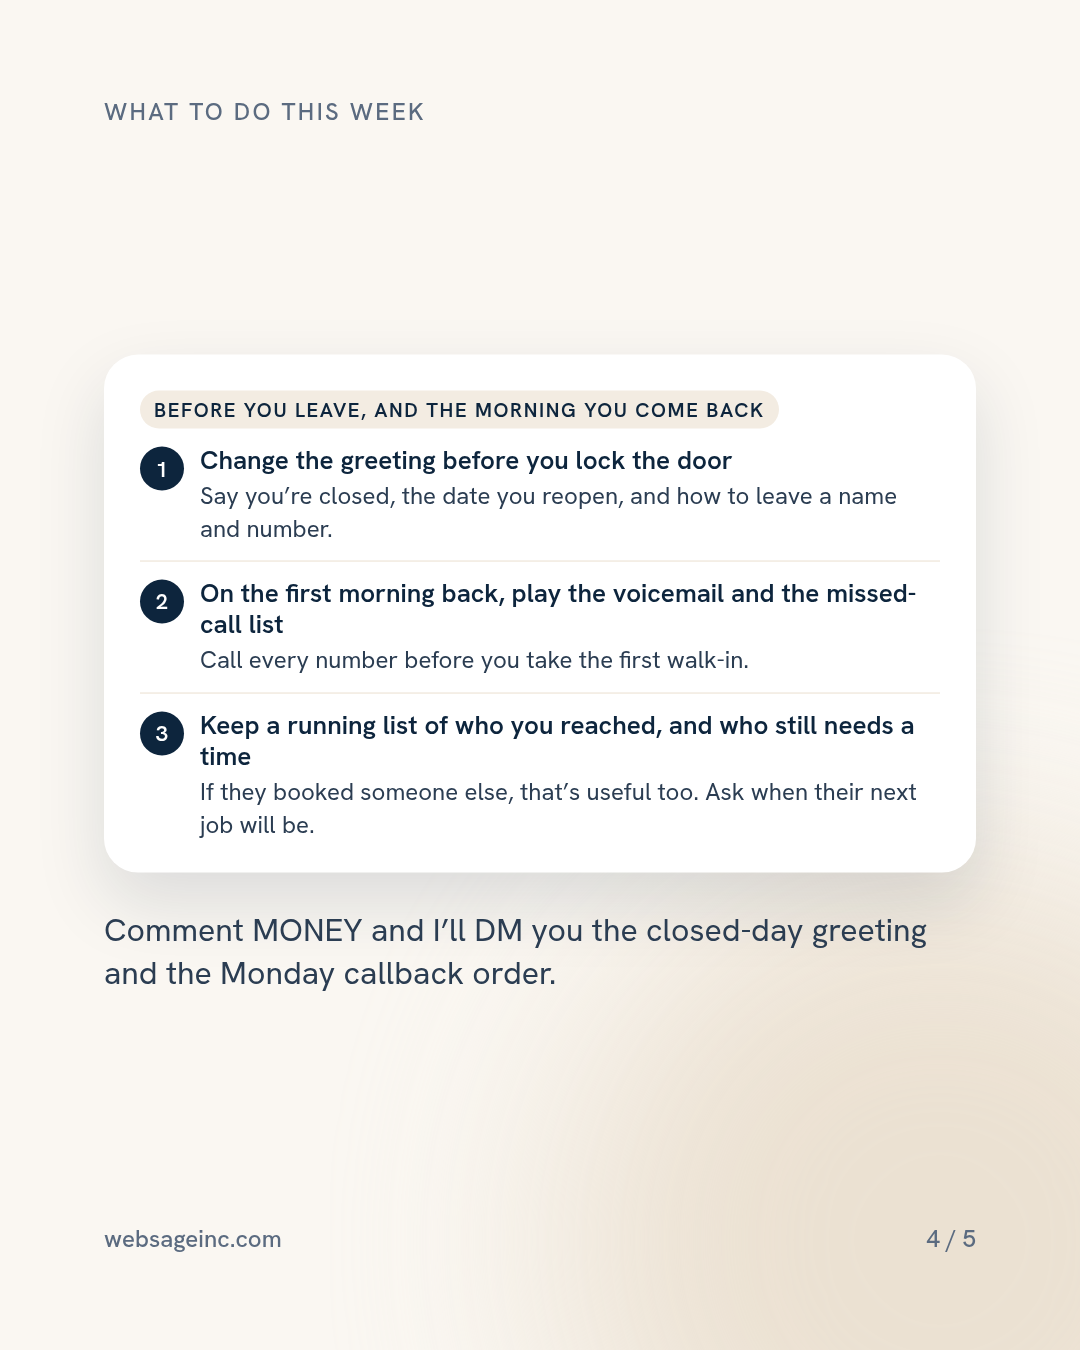 WHAT TO DO THIS WEEK
BEFORE YOU LEAVE, AND THE MORNING YOU COME BACK
1
Change the greeting before you lock the door
Say you’re closed, the date you reopen, and how to leave a name
and number.
2
On the first morning back, play the voicemail and the missed-
call list
Call every number before you take the first walk-in.
3
Keep a running list of who you reached, and who still needs a
time
If they booked someone else, that’s useful too. Ask when their next
job will be.
Comment MONEY and I’ll DM you the closed-day greeting
and the Monday callback order.
websageinc.com
4 / 5